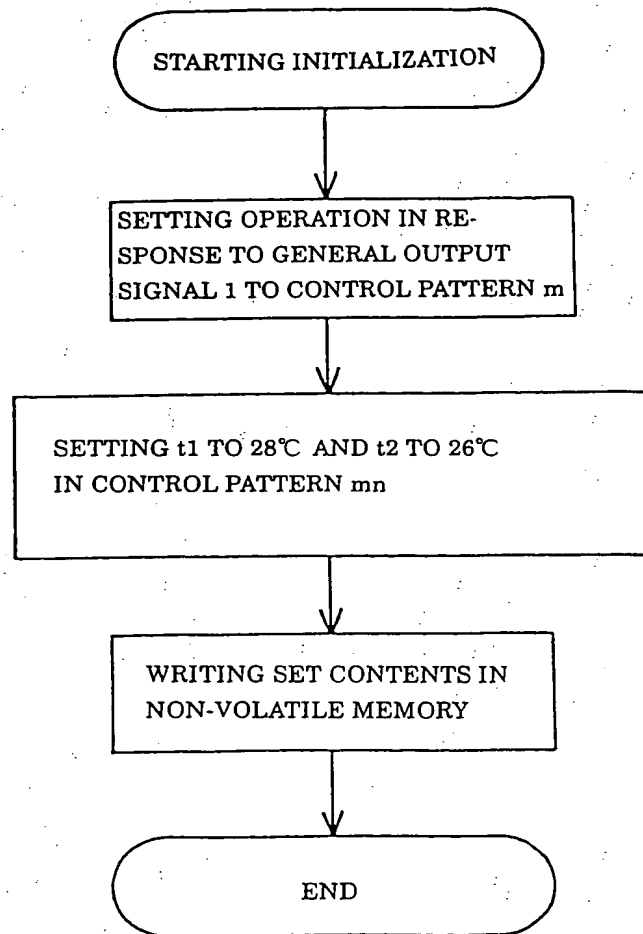 STARTING INITIALIZATION
SETTING OPERATION IN RE-
SPONSE TO GENERAL OUTPUT
SIGNAL 1 TO CONTROL PATTERN m
SETTING t1 TO 28℃ AND t2 TO 26℃
IN CONTROL PATTERN mn
WRITING SET CONTENTS IN
NON-VOLATILE MEMORY
END